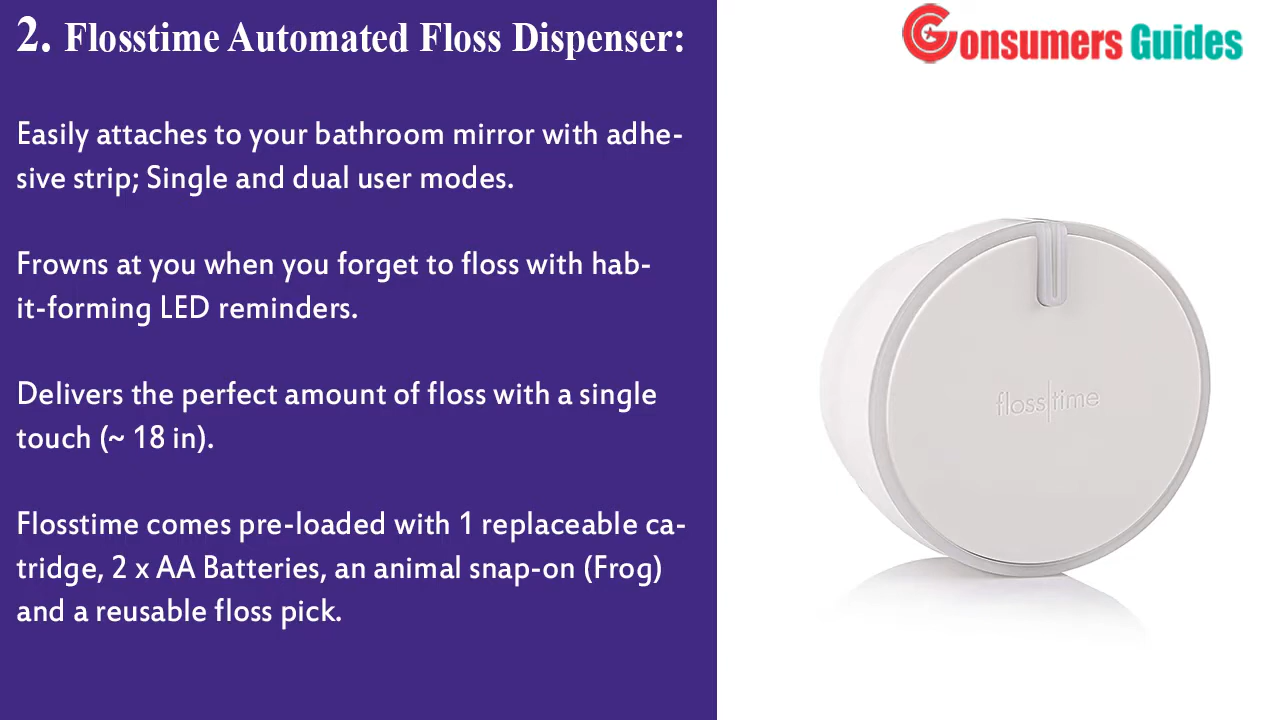 2. Flosstime Automated Floss Dispenser:
Consumers Guides
Easily attaches to your bathroom mirror with adhe-
sive strip; Single and dual user modes.
Frowns at you when you forget to floss with hab-
it-forming LED reminders.
Delivers the perfect amount of floss with a single
touch (~ 18 in).
Flosstime comes pre-loaded with 1 replaceable ca-
tridge, 2 x AA Batteries, an animal snap-on (Frog)
and a reusable floss pick.
floss|time